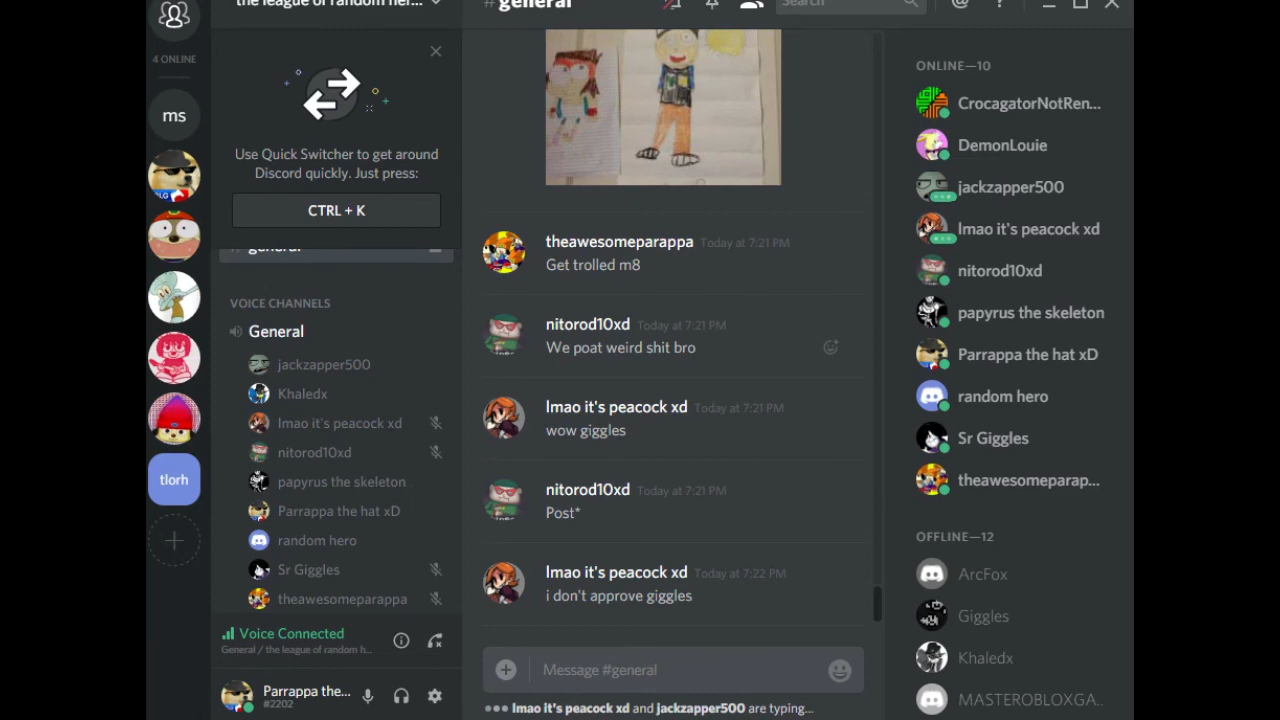 the league of random her...
#general
Search
4 ONLINE
ms
tlorh
Use Quick Switcher to get around
Discord quickly. Just press:
CTRL + K
general
VOICE CHANNELS
General
jackzapper500
Khaledx
lmao it's peacock xd
nitorod10xd
papyrus the skeleton
Parrappa the hat xD
random hero
Sr Giggles
theawesomeparappa
Voice Connected
General / the league of random h...
Parrappa the...
#2202
theawesomeparappa Today at 7:21 PM
Get trolled m8
nitorod10xd Today at 7:21 PM
We poat weird shit bro
lmao it's peacock xd Today at 7:21 PM
wow giggles
nitorod10xd Today at 7:21 PM
Post*
lmao it's peacock xd Today at 7:22 PM
i don't approve giggles
Message #general
lmao it's peacock xd and jackzapper500 are typing...
ONLINE—10
CrocagatorNotRen...
DemonLouie
jackzapper500
lmao it's peacock xd
nitorod10xd
papyrus the skeleton
Parrappa the hat xD
random hero
Sr Giggles
theawesomeparap...
OFFLINE—12
ArcFox
Giggles
Khaledx
MASTEROBLOXGA...